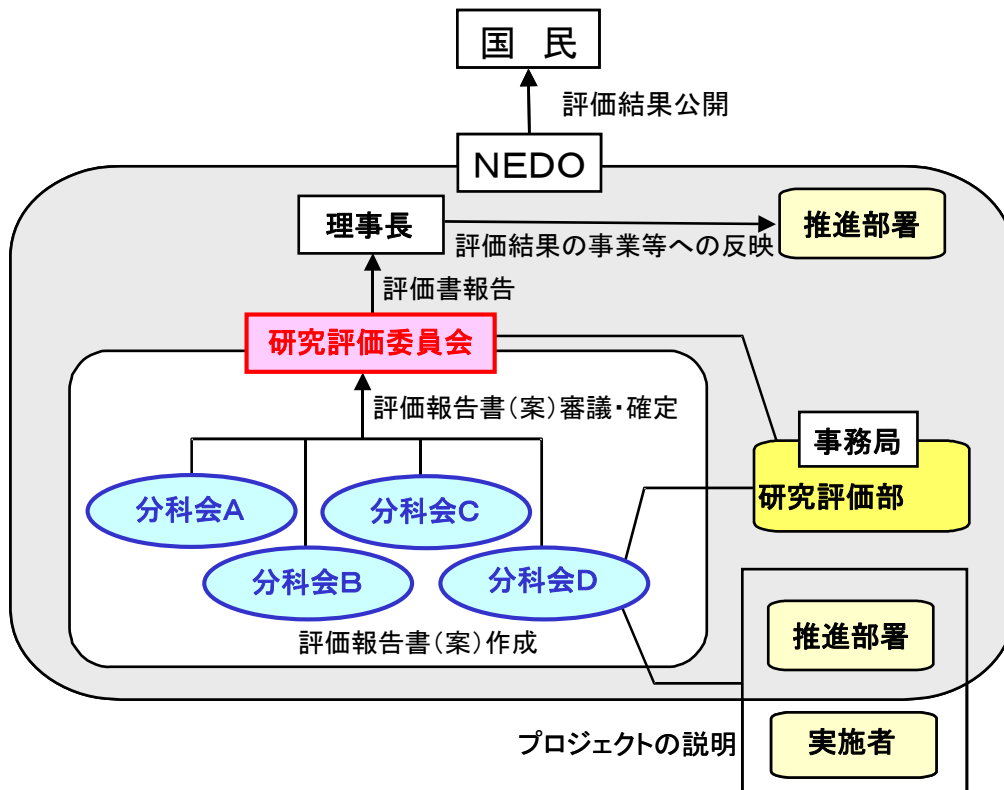 国　民
評価結果公開
NEDO
理事長
推進部署
評価結果の事業等への反映
評価書報告
研究評価委員会
評価報告書（案）審議・確定
事務局
研究評価部
分科会A
分科会C
分科会B
分科会D
評価報告書（案）作成
推進部署
プロジェクトの説明
実施者